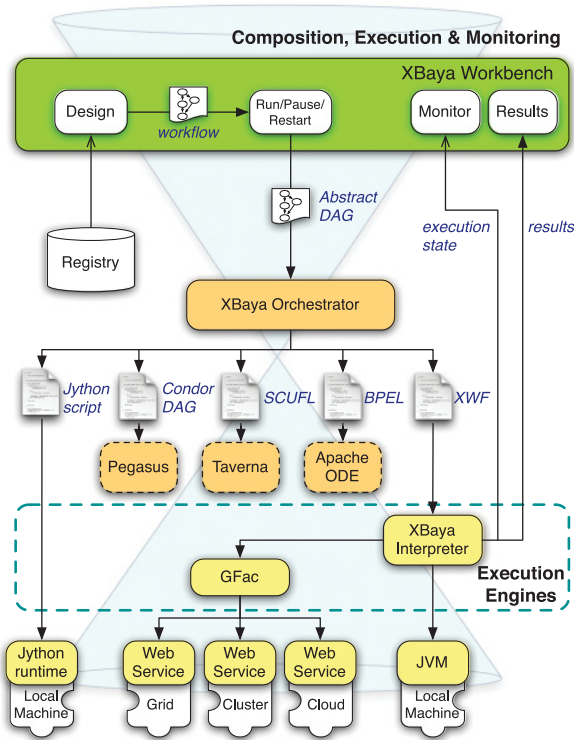 Composition, Execution & Monitoring
XBaya Workbench
Design
workflow
Run/Pause/
Restart
Monitor
Results
Abstract
DAG
execution
state
results
Registry
XBaya Orchestrator
Jython
script
Condor
DAG
SCUFL
BPEL
XWF
Pegasus
Taverna
Apache
ODE
XBaya
Interpreter
GFac
Execution
Engines
Jython
runtime
Local
Machine
Web
Service
Grid
Web
Service
Cluster
Web
Service
Cloud
JVM
Local
Machine